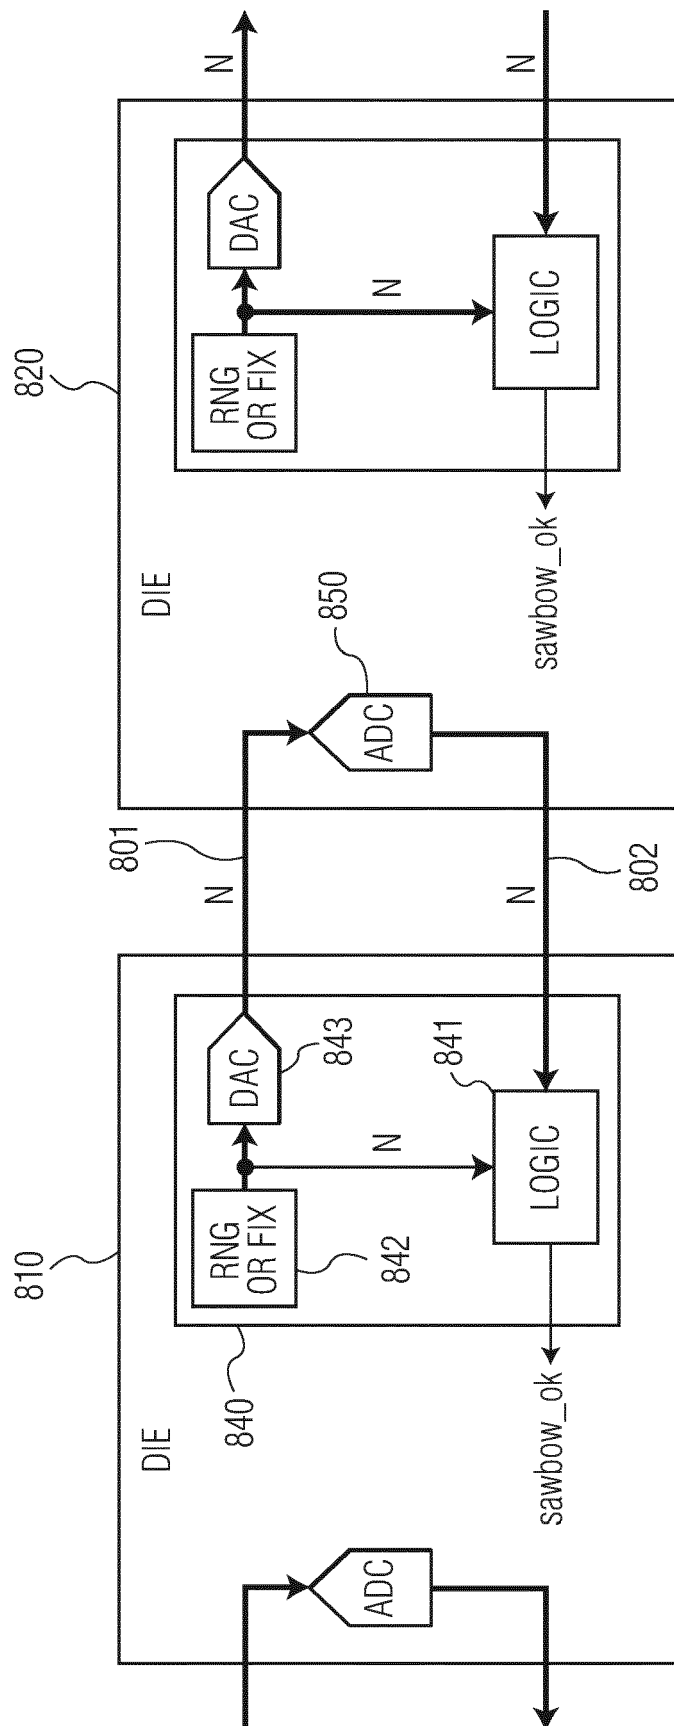 810
820
801
DIE
DIE
840
RNG
OR FIX
DAC
N
RNG
OR FIX
DAC
N
842
843
850
ADC
ADC
N
N
841
LOGIC
N
LOGIC
N
sawbow_ok
sawbow_ok
802